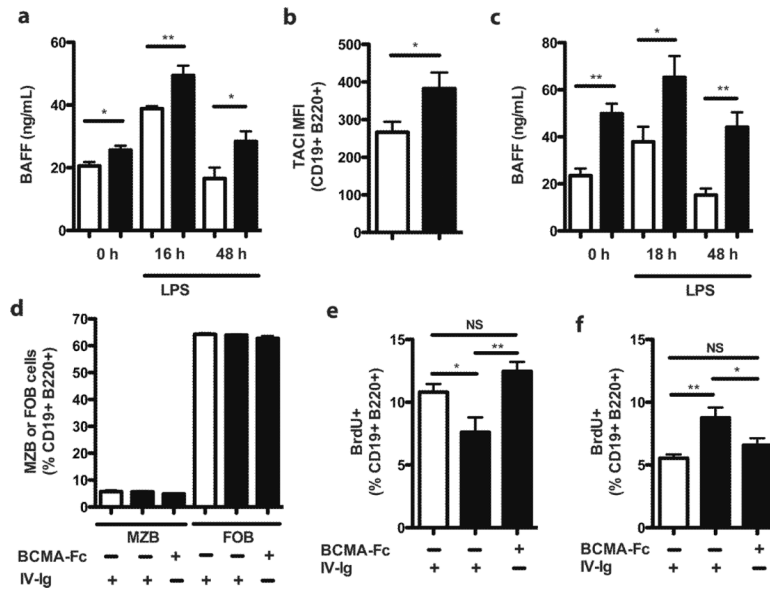 a
BAFF (ng/mL)
60
40
20
0
* ** *
0 h 16 h 48 h
LPS
b
TACI MFI
(CD19+ B220+)
500
400
300
200
100
0
*
c
BAFF (ng/mL)
80
60
40
20
0
** * **
0 h 18 h 48 h
LPS
d
MZB or FOB cells
(% CD19+ B220+)
70
60
50
40
30
20
10
0
MZB FOB
BCMA-Fc − − + − − +
IV-Ig + + − + + −
e
BrdU+
(% CD19+ B220+)
15
10
5
0
NS
* **
BCMA-Fc − − +
IV-Ig + + −
f
BrdU+
(% CD19+ B220+)
15
10
5
0
NS
** *
BCMA-Fc − − +
IV-Ig + + −